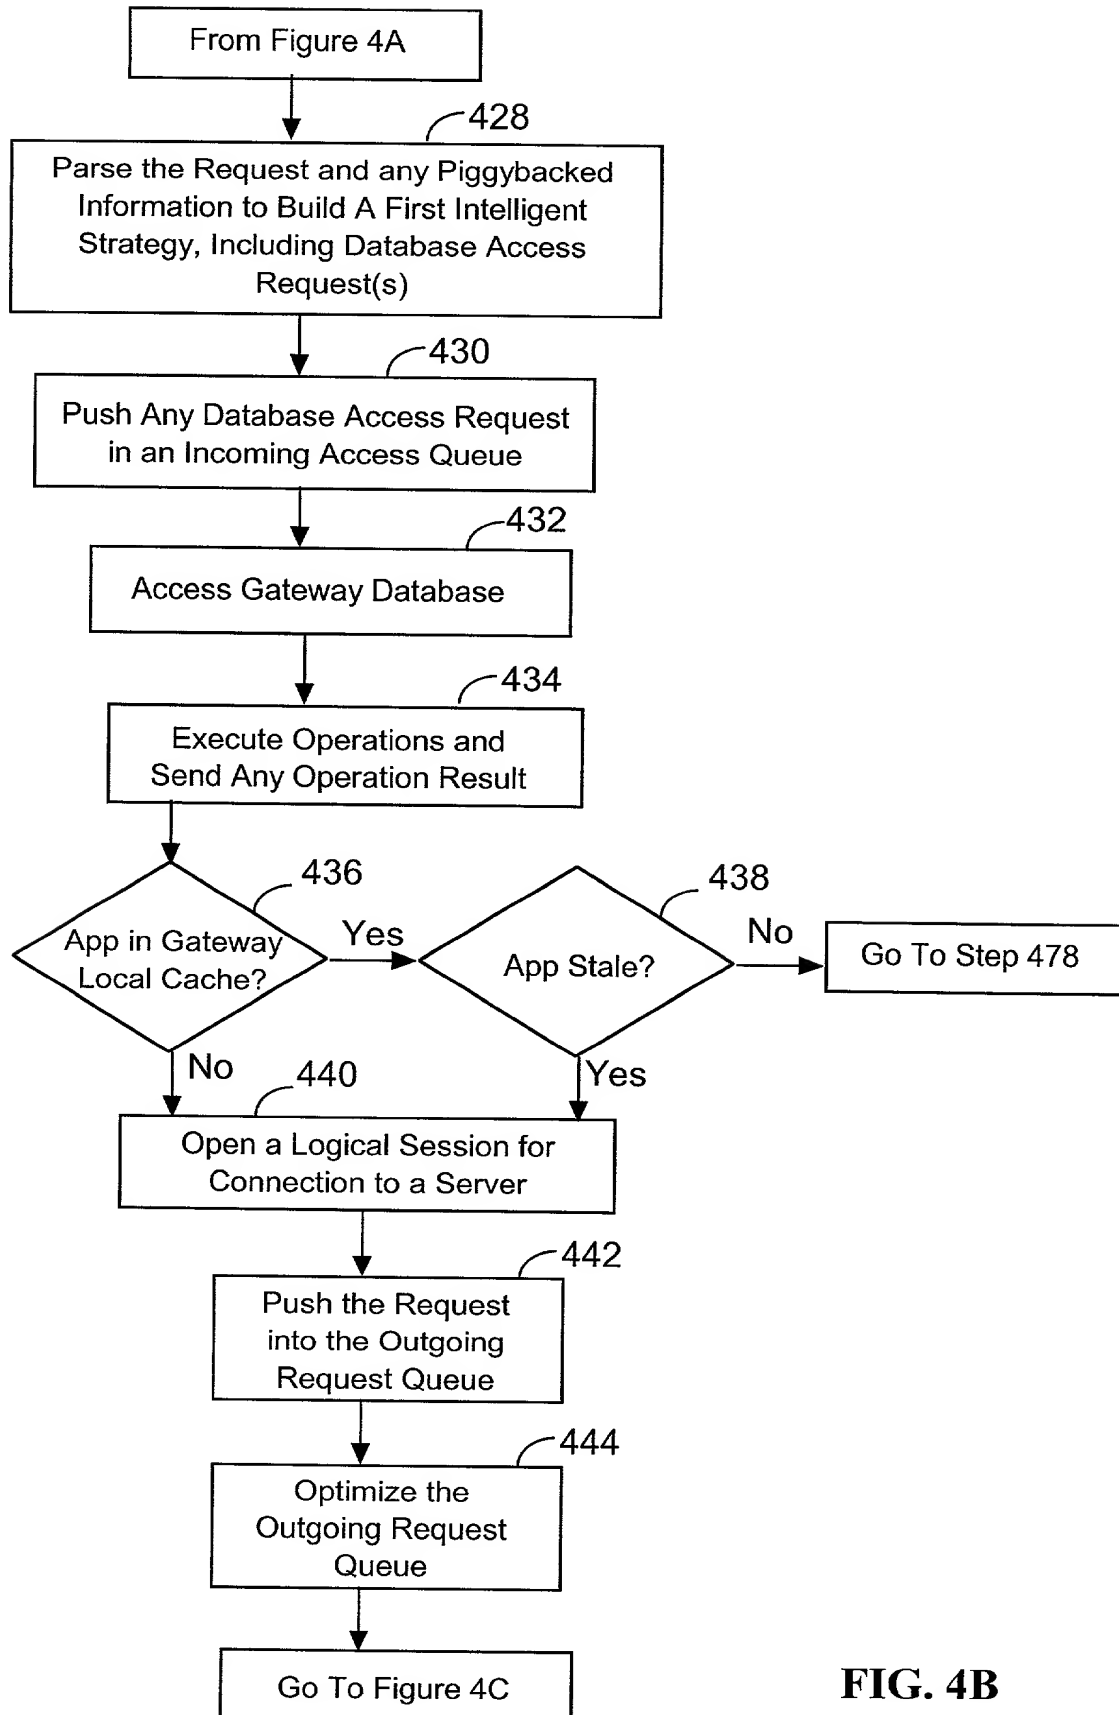 From Figure 4A
428
Parse the Request and any Piggybacked
Information to Build A First Intelligent
Strategy, Including Database Access
Request(s)
430
Push Any Database Access Request
in an Incoming Access Queue
432
Access Gateway Database
434
Execute Operations and
Send Any Operation Result
436
App in Gateway
Local Cache?
Yes
438
App Stale?
No
Go To Step 478
No
Yes
440
Open a Logical Session for
Connection to a Server
442
Push the Request
into the Outgoing
Request Queue
444
Optimize the
Outgoing Request
Queue
Go To Figure 4C
FIG. 4B